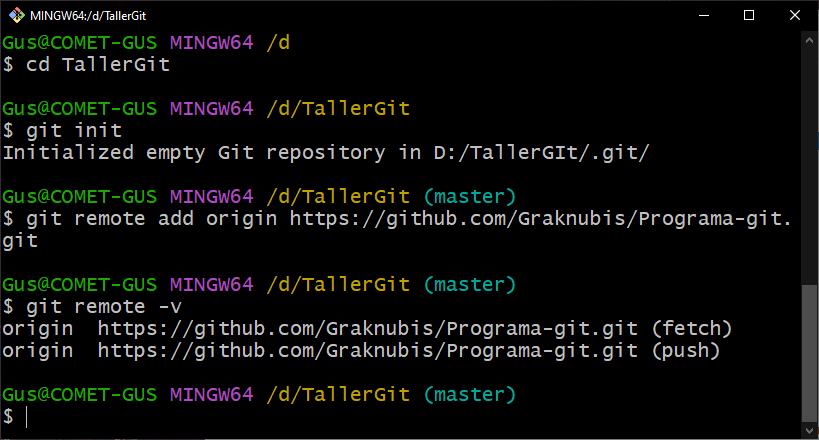 MINGW64:/d/TallerGit
Gus@COMET-GUS MINGW64 /d
$ cd TallerGit
Gus@COMET-GUS MINGW64 /d/TallerGit
$ git init
Initialized empty Git repository in D:/TallerGIt/.git/
Gus@COMET-GUS MINGW64 /d/TallerGit (master)
$ git remote add origin https://github.com/Graknubis/Programa-git.
git
Gus@COMET-GUS MINGW64 /d/TallerGit (master)
$ git remote -v
origin  https://github.com/Graknubis/Programa-git.git (fetch)
origin  https://github.com/Graknubis/Programa-git.git (push)
Gus@COMET-GUS MINGW64 /d/TallerGit (master)
$